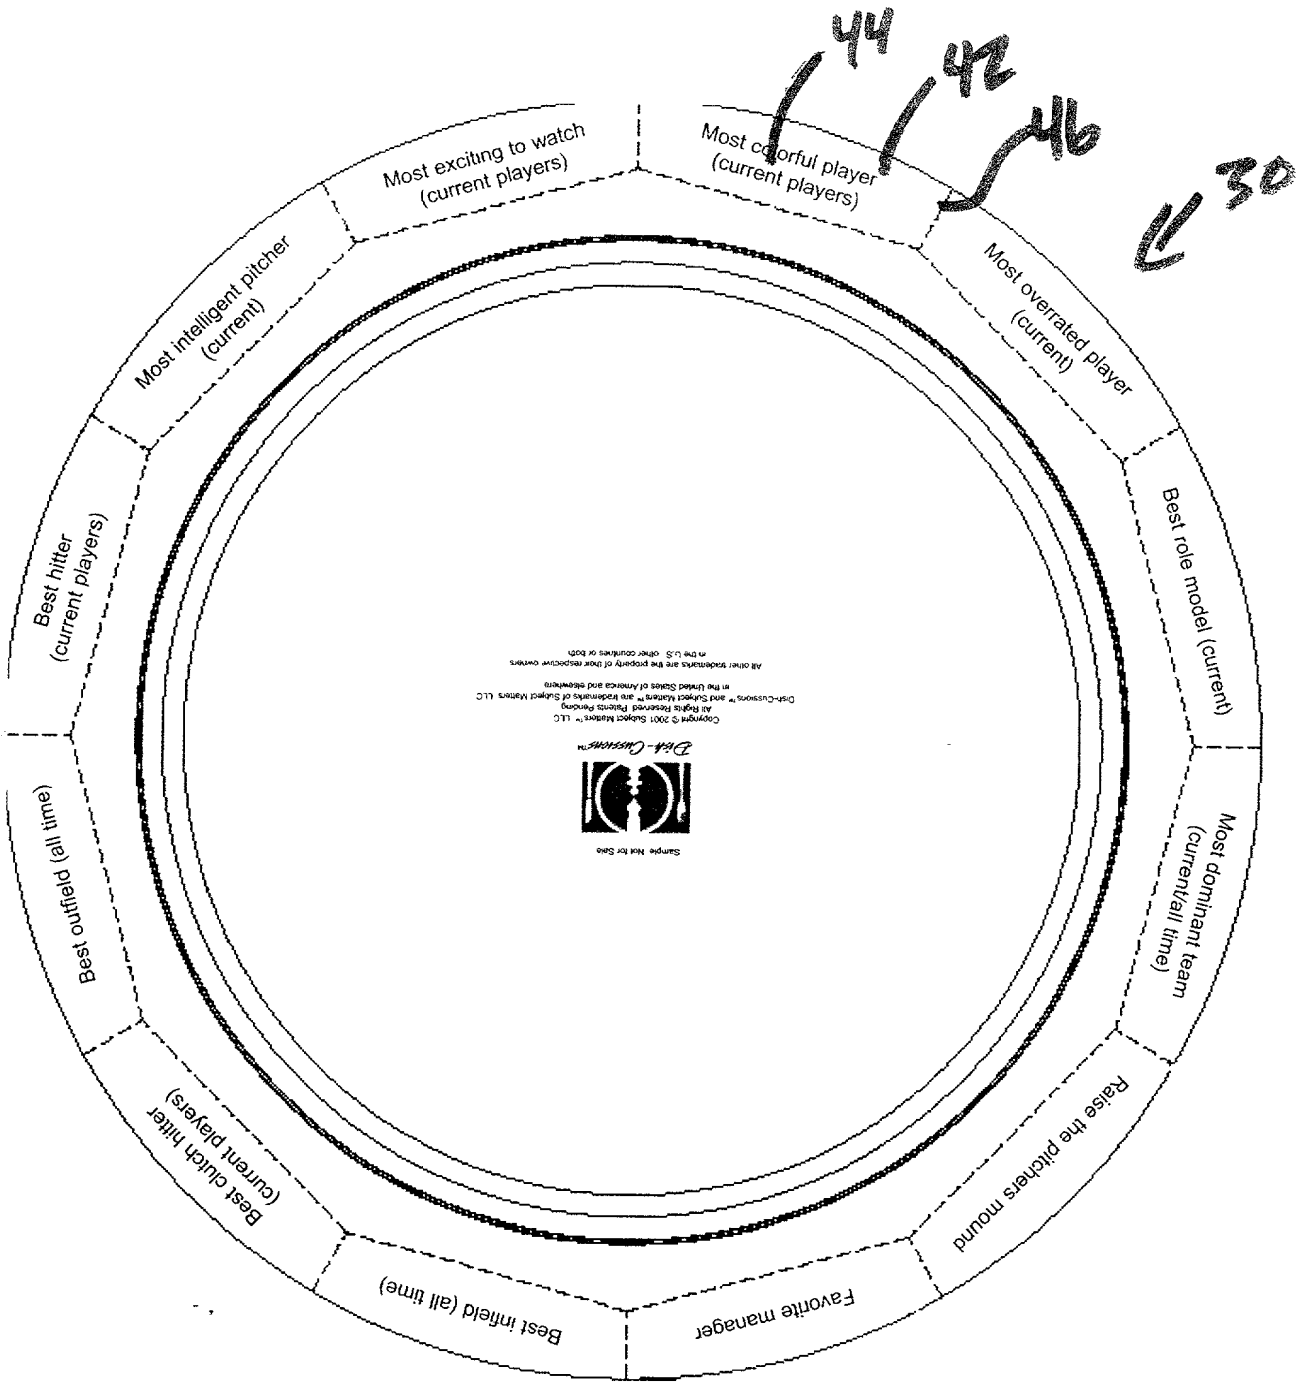 44
42
46
30
Most colorful player
(current players)
Most overrated player
(current)
Best role model (current)
Most dominant team
(current/all time)
Raise the pitchers mound
Favorite manager
Best infield (all time)
Best clutch hitter
(current players)
Best outfield (all time)
Best hitter
(current players)
Most intelligent pitcher
(current)
Most exciting to watch
(current players)
Sample Not for Sale
Dish-Cussions™
Copyright © 2001 Subject Matters™ LLC
All Rights Reserved Patents Pending
Dish-Cussions™ and Subject Matters™ are trademarks of Subject Matters LLC
in the United States of America and elsewhere
All other trademarks are the property of their respective owners
in the U.S. other countries or both